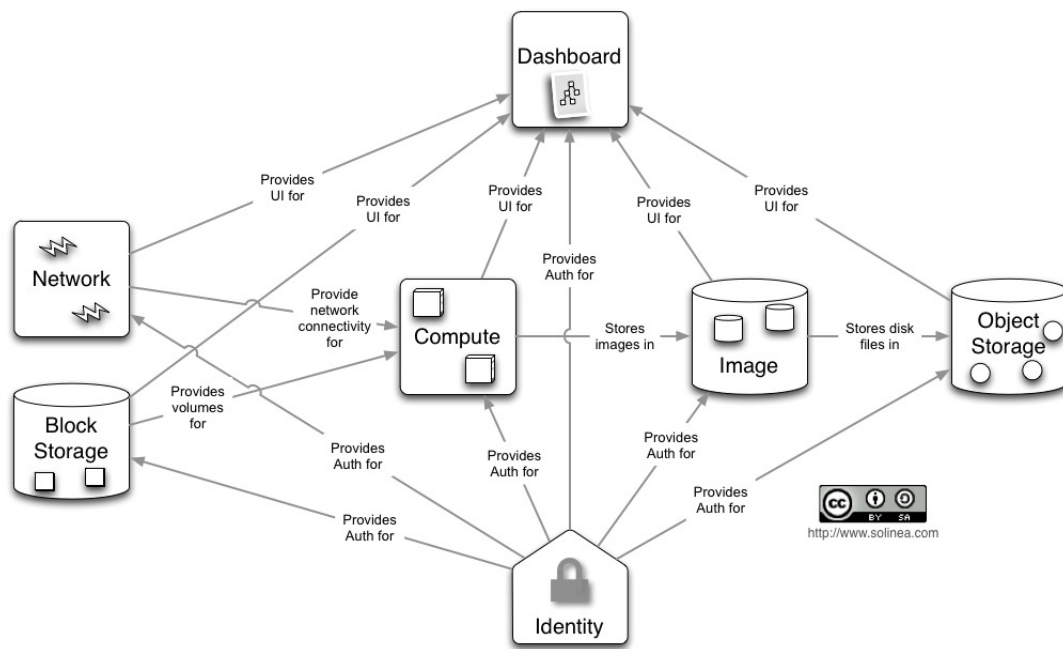 Dashboard
Provides
UI for
Provides
UI for
Provides
UI for
Provides
UI for
Provides
UI for
Provides
Auth for
Network
Provide
network
connectivity
for
Compute
Stores
images in
Image
Stores disk
files in
Object
Storage
Block
Storage
Provides
volumes
for
Provides
Auth for
Provides
Auth for
Provides
Auth for
Provides
Auth for
Provides
Auth for
cc
BY SA
http://www.solinea.com
Identity